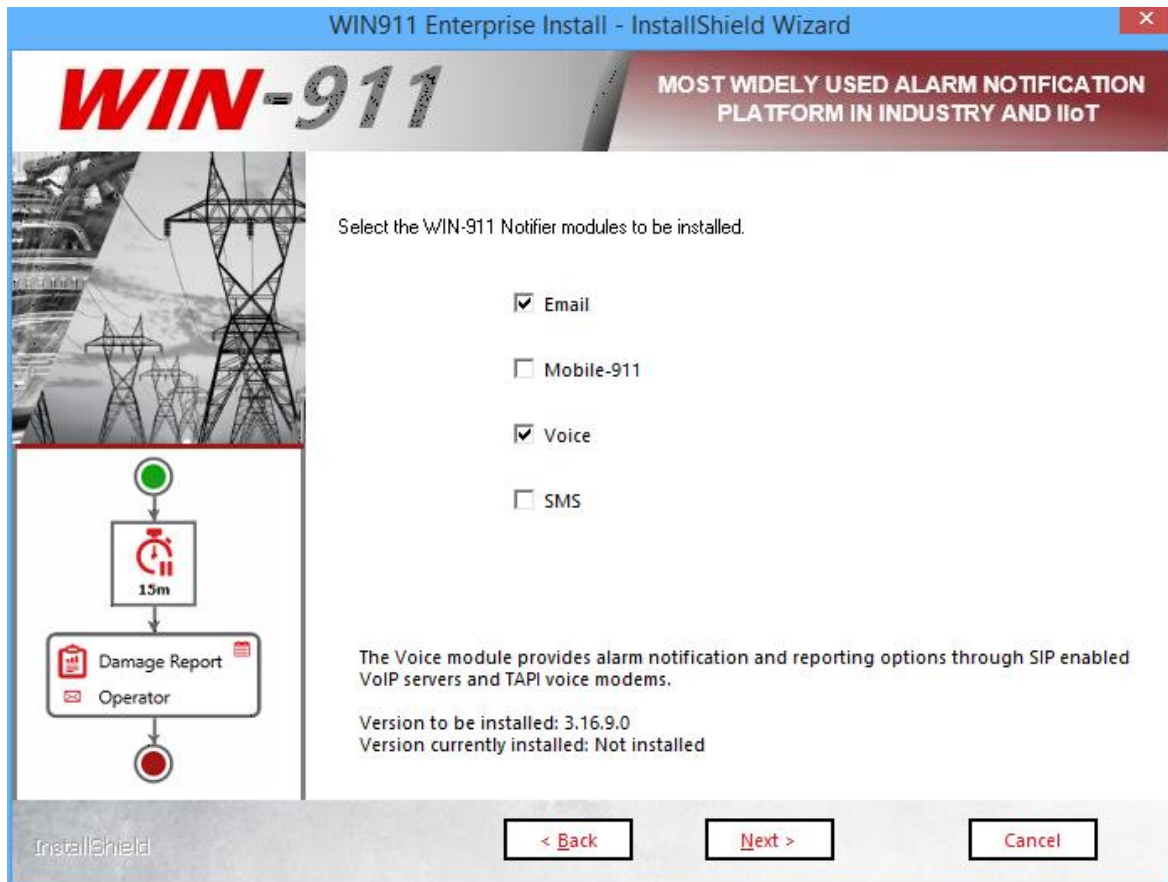 WIN911 Enterprise Install - InstallShield Wizard
WIN-911
MOST WIDELY USED ALARM NOTIFICATION
PLATFORM IN INDUSTRY AND IIoT
Select the WIN-911 Notifier modules to be installed.
Email
Mobile-911
Voice
SMS
15m
Damage Report
Operator
The Voice module provides alarm notification and reporting options through SIP enabled
VoIP servers and TAPI voice modems.
Version to be installed: 3.16.9.0
Version currently installed: Not installed
InstallShield
< Back
Next >
Cancel